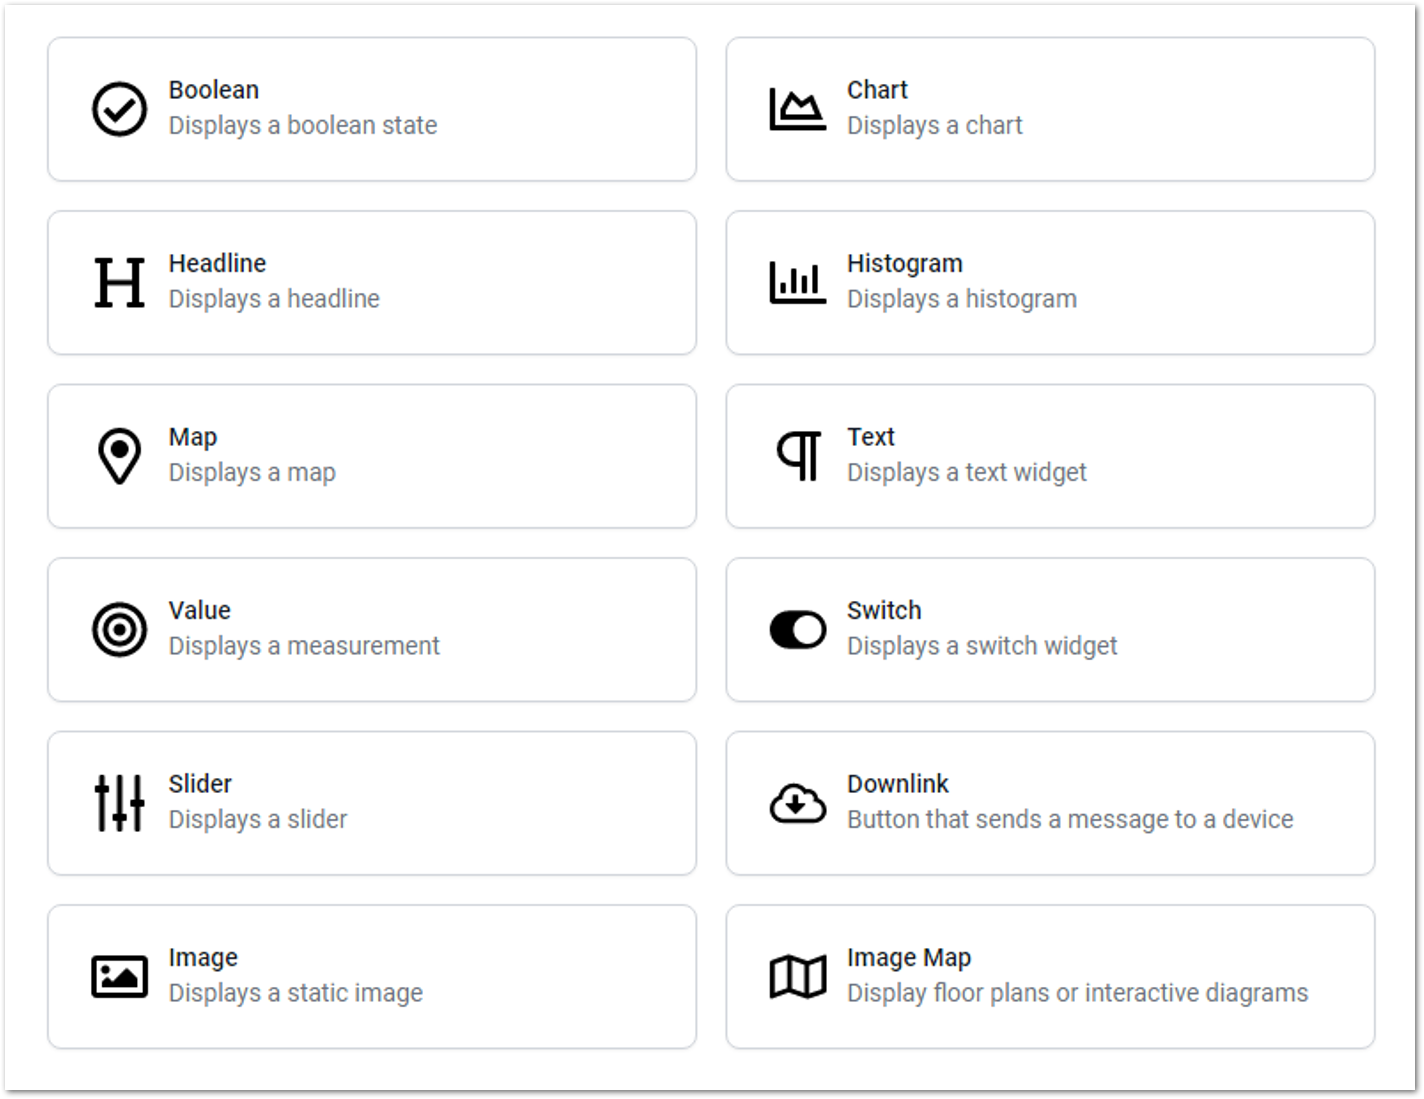 Boolean
Displays a boolean state
Chart
Displays a chart
Headline
Displays a headline
Histogram
Displays a histogram
Map
Displays a map
Text
Displays a text widget
Value
Displays a measurement
Switch
Displays a switch widget
Slider
Displays a slider
Downlink
Button that sends a message to a device
Image
Displays a static image
Image Map
Display floor plans or interactive diagrams